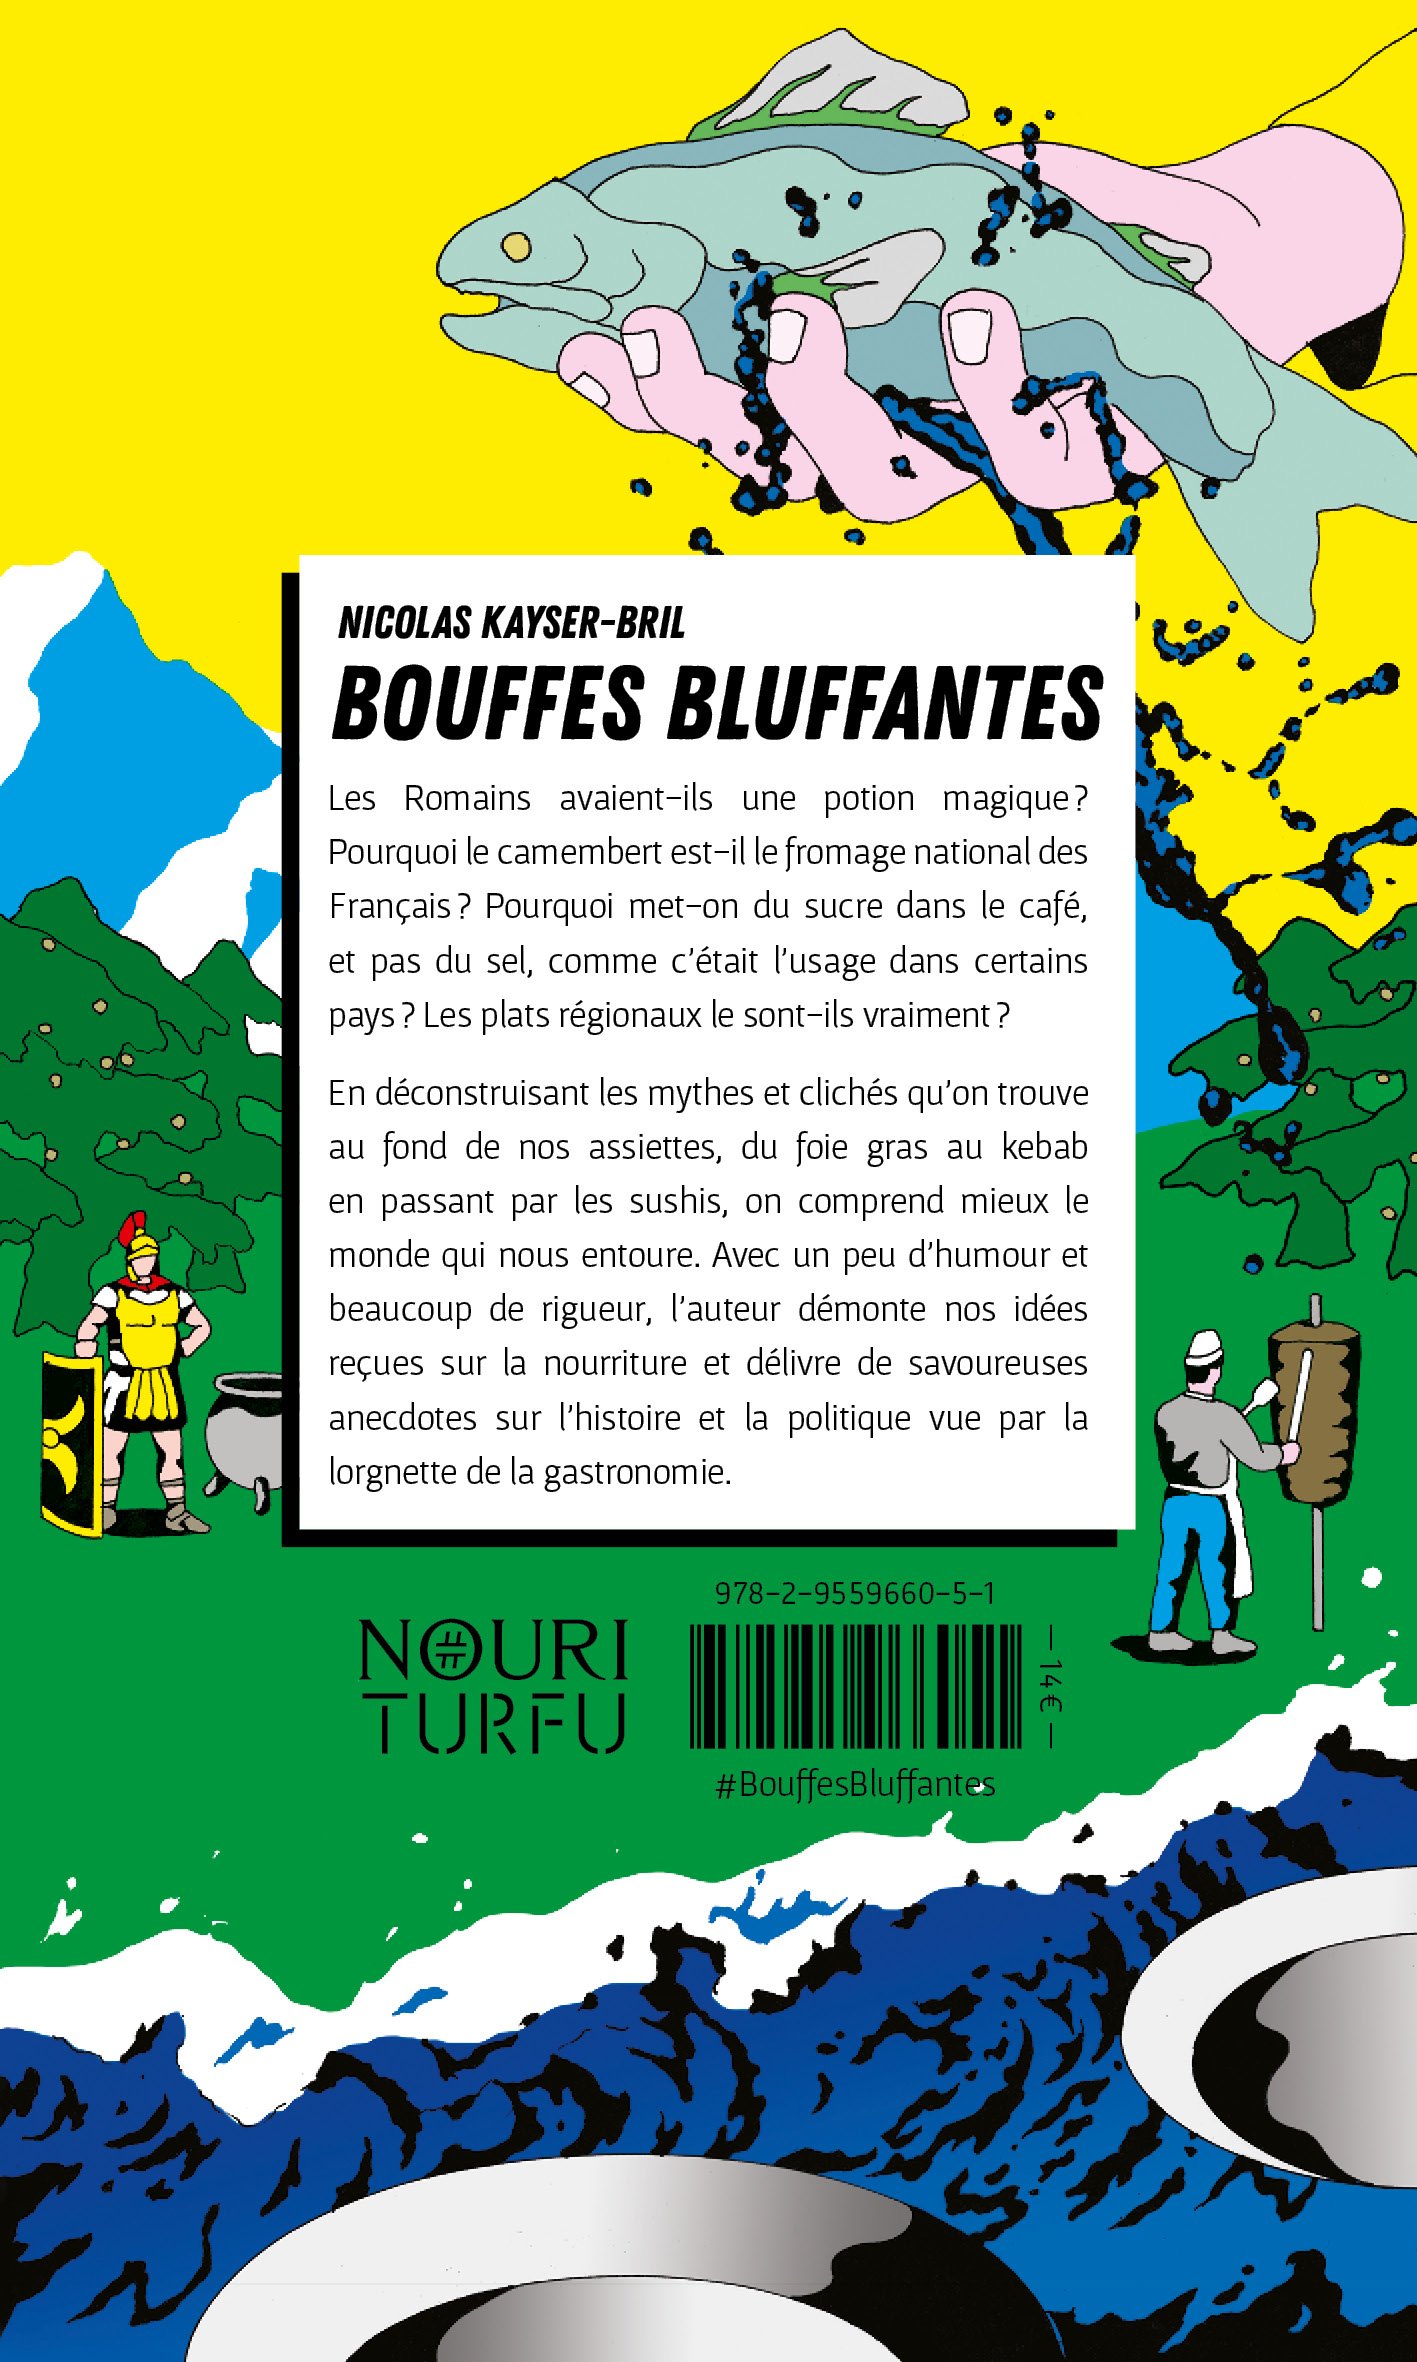 NICOLAS KAYSER-BRIL
BOUFFES BLUFFANTES
Les Romains avaient-ils une potion magique ?
Pourquoi le camembert est-il le fromage national des
Français ? Pourquoi met-on du sucre dans le café,
et pas du sel, comme c’était l’usage dans certains
pays ? Les plats régionaux le sont-ils vraiment ?
En déconstruisant les mythes et clichés qu’on trouve
au fond de nos assiettes, du foie gras au kebab
en passant par les sushis, on comprend mieux le
monde qui nous entoure. Avec un peu d’humour et
beaucoup de rigueur, l’auteur démonte nos idées
reçues sur la nourriture et délivre de savoureuses
anecdotes sur l’histoire et la politique vue par la
lorgnette de la gastronomie.
NOURI
TURFU
978-2-9559660-5-1
— 14 € —
#BouffesBluffantes